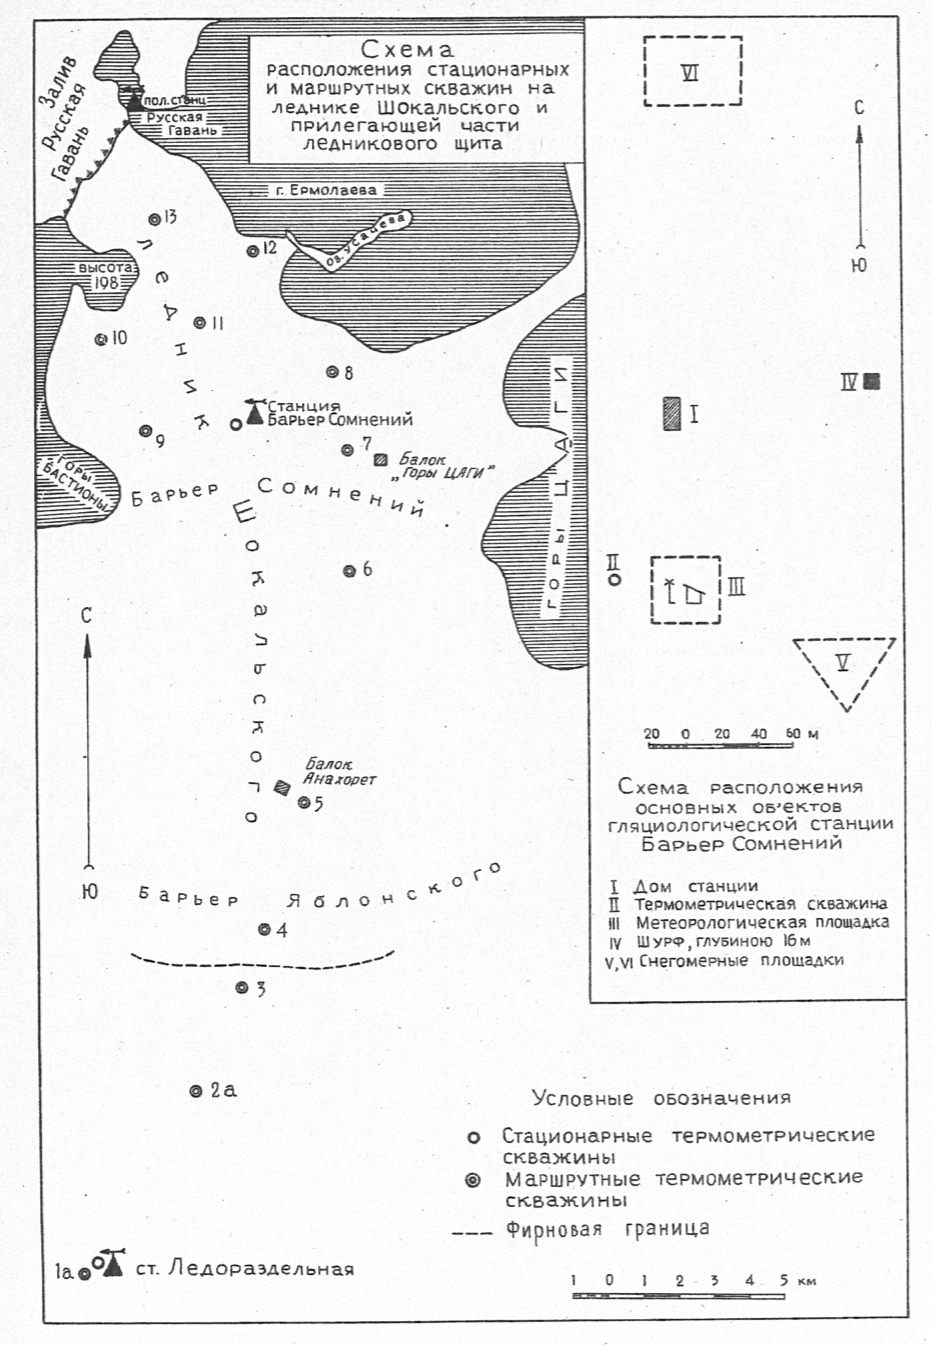 Схема
расположения стационарных
и маршрутных скважин на
леднике Шокальского и
прилегающей части
ледникового щита
Залив
Русская
Гавань
пол.станц
Русская
Гавань
г. Ермолаева
оз. Усачева
13
12
высота
198
11
10
8
Ледник
Станция
Барьер Сомнений
9
7
Балок
„Горы ЦАГИ"
Горы
Бастионы
Барьер Сомнений
Горы ЦАГИ
Шокальского
6
С
Ю
Балок
Анахорет
5
Барьер Яблонского
4
3
2а
1а
ст. Ледораздельная
VI
С
Ю
IV
I
II
III
V
20 0 20 40 60 м
Схема расположения
основных об'ектов
гляциологической станции
Барьер Сомнений
I Дом станции
II Термометрическая скважина
III Метеорологическая площадка
IV Шурф, глубиною 16 м
V, VI Снегомерные площадки
Условные обозначения
Стационарные термометрические
скважины
Маршрутные термометрические
скважины
Фирновая граница
1 0 1 2 3 4 5 км